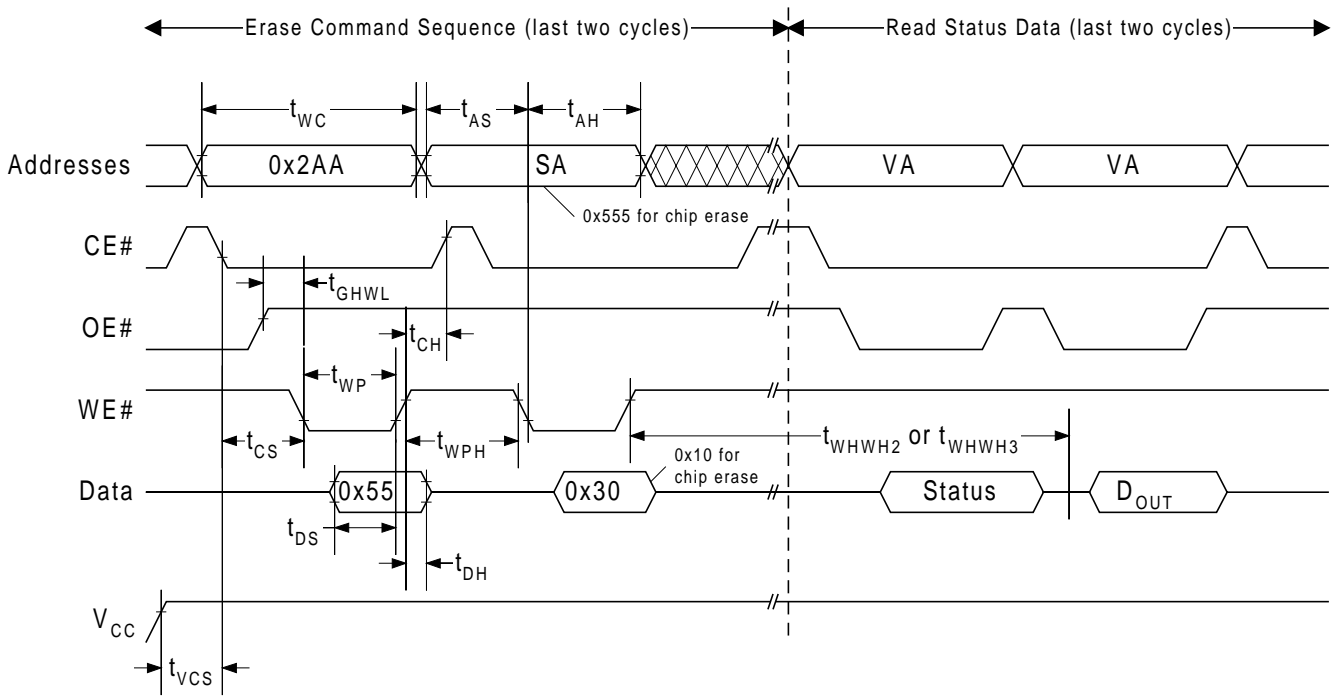 Erase Command Sequence (last two cycles)
Read Status Data (last two cycles)
tWC
tAS
tAH
Addresses
0x2AA
SA
VA
VA
0x555 for chip erase
CE#
tGHWL
OE#
tCH
tWP
WE#
tCS
tWPH
tWHWH2 or tWHWH3
0x10 for
chip erase
Data
0x55
0x30
Status
DOUT
tDS
tDH
VCC
tVCS